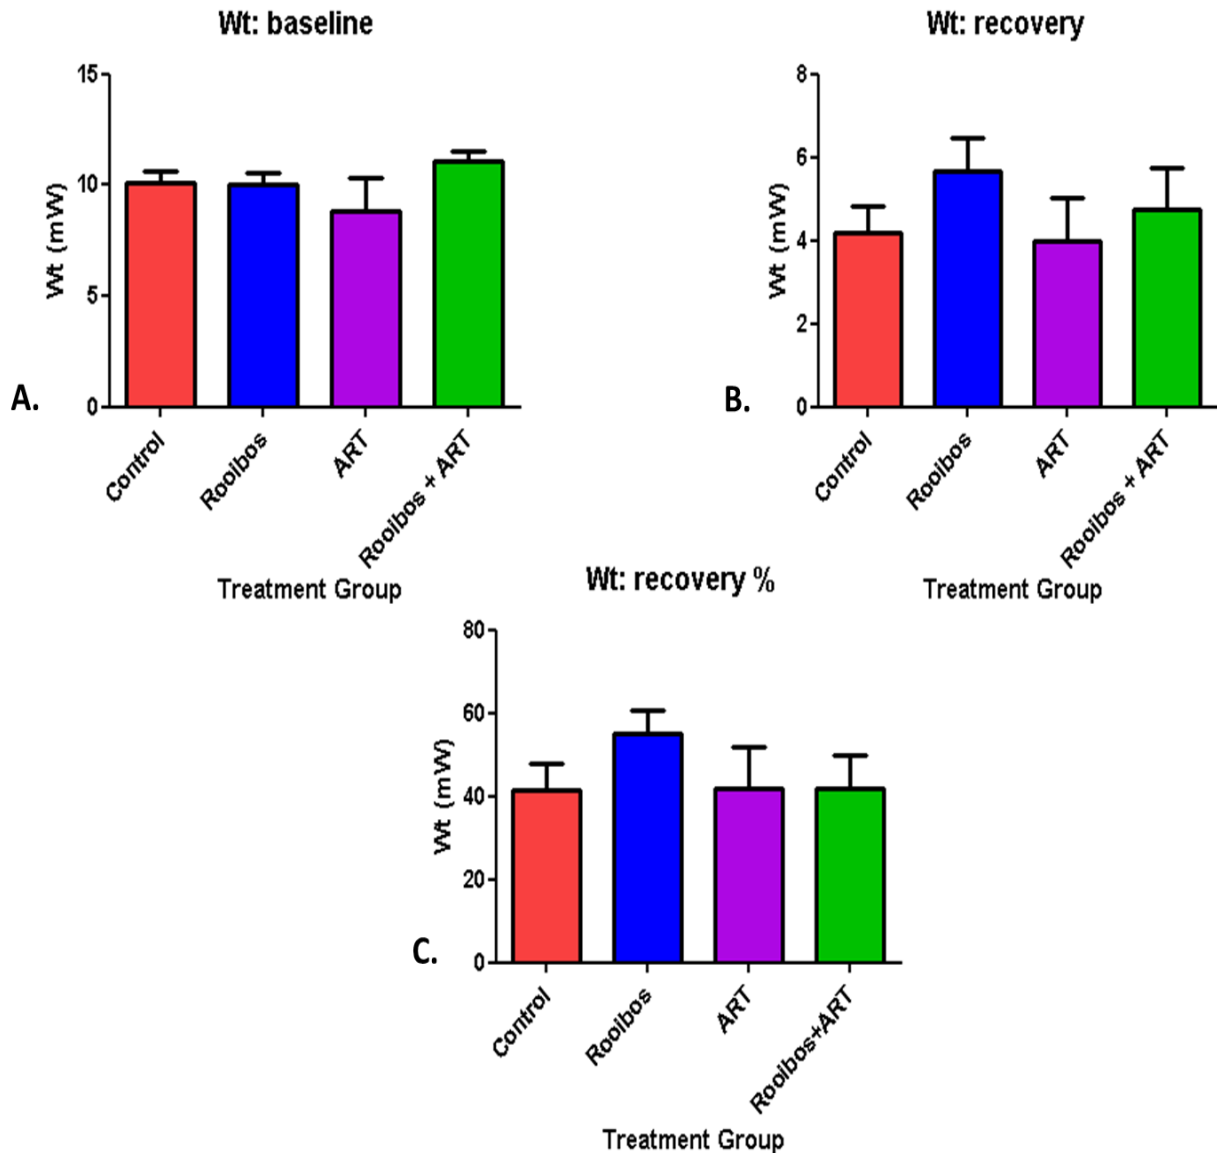 Wt: baseline
Wt (mW)
15
10
5
0
A.
Control
Rooibos
ART
Rooibos + ART
Treatment Group
Wt: recovery
Wt (mW)
8
6
4
2
0
B.
Control
Rooibos
ART
Rooibos + ART
Treatment Group
Wt: recovery %
Wt (mW)
80
60
40
20
0
C.
Control
Rooibos
ART
Rooibos+ART
Treatment Group